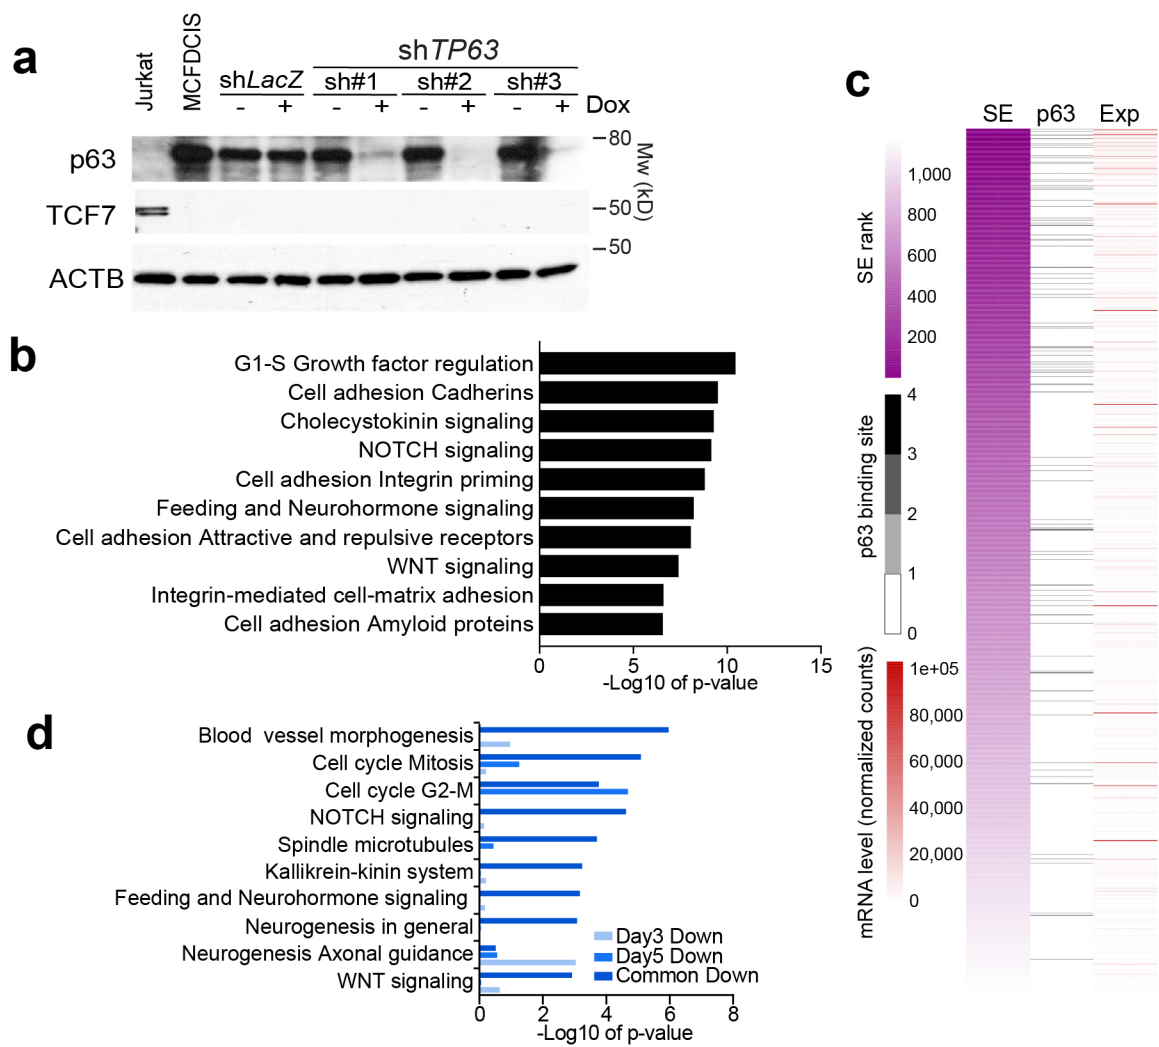 a
Jurkat
MCFDCIS
shLacZ
shTP63
sh#1
sh#2
sh#3
- + - + - + - + Dox
p63
TCF7
ACTB
80
50
50
Mw (kD)
b
G1-S Growth factor regulation
Cell adhesion Cadherins
Cholecystokinin signaling
NOTCH signaling
Cell adhesion Integrin priming
Feeding and Neurohormone signaling
Cell adhesion Attractive and repulsive receptors
WNT signaling
Integrin-mediated cell-matrix adhesion
Cell adhesion Amyloid proteins
0 5 10 15
-Log10 of p-value
c
SE p63 Exp
SE rank
1,000
800
600
400
200
p63 binding site
4
3
2
1
0
mRNA level (normalized counts)
1e+05
80,000
60,000
40,000
20,000
0
d
Blood vessel morphogenesis
Cell cycle Mitosis
Cell cycle G2-M
NOTCH signaling
Spindle microtubules
Kallikrein-kinin system
Feeding and Neurohormone signaling
Neurogenesis in general
Neurogenesis Axonal guidance
WNT signaling
Day3 Down
Day5 Down
Common Down
0 2 4 6 8
-Log10 of p-value